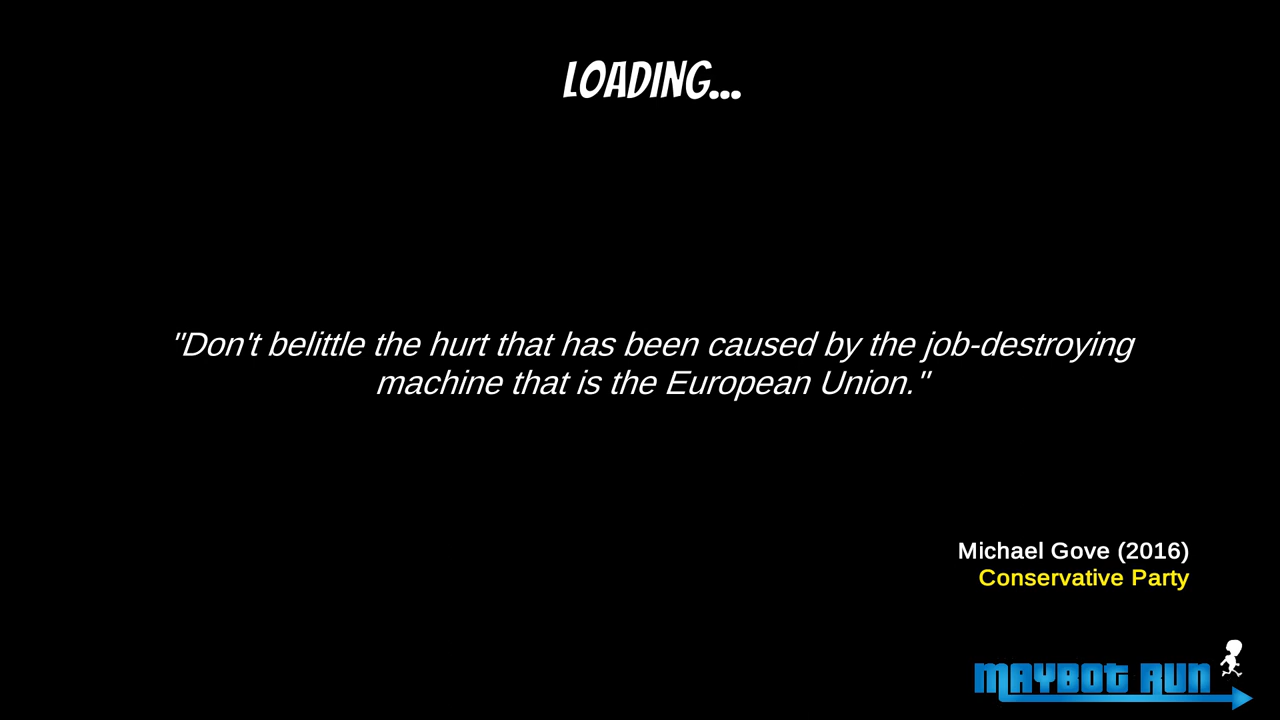 LOADING...
"Don't belittle the hurt that has been caused by the job-destroying
machine that is the European Union."
Michael Gove (2016)
Conservative Party
MAYBOT RUN